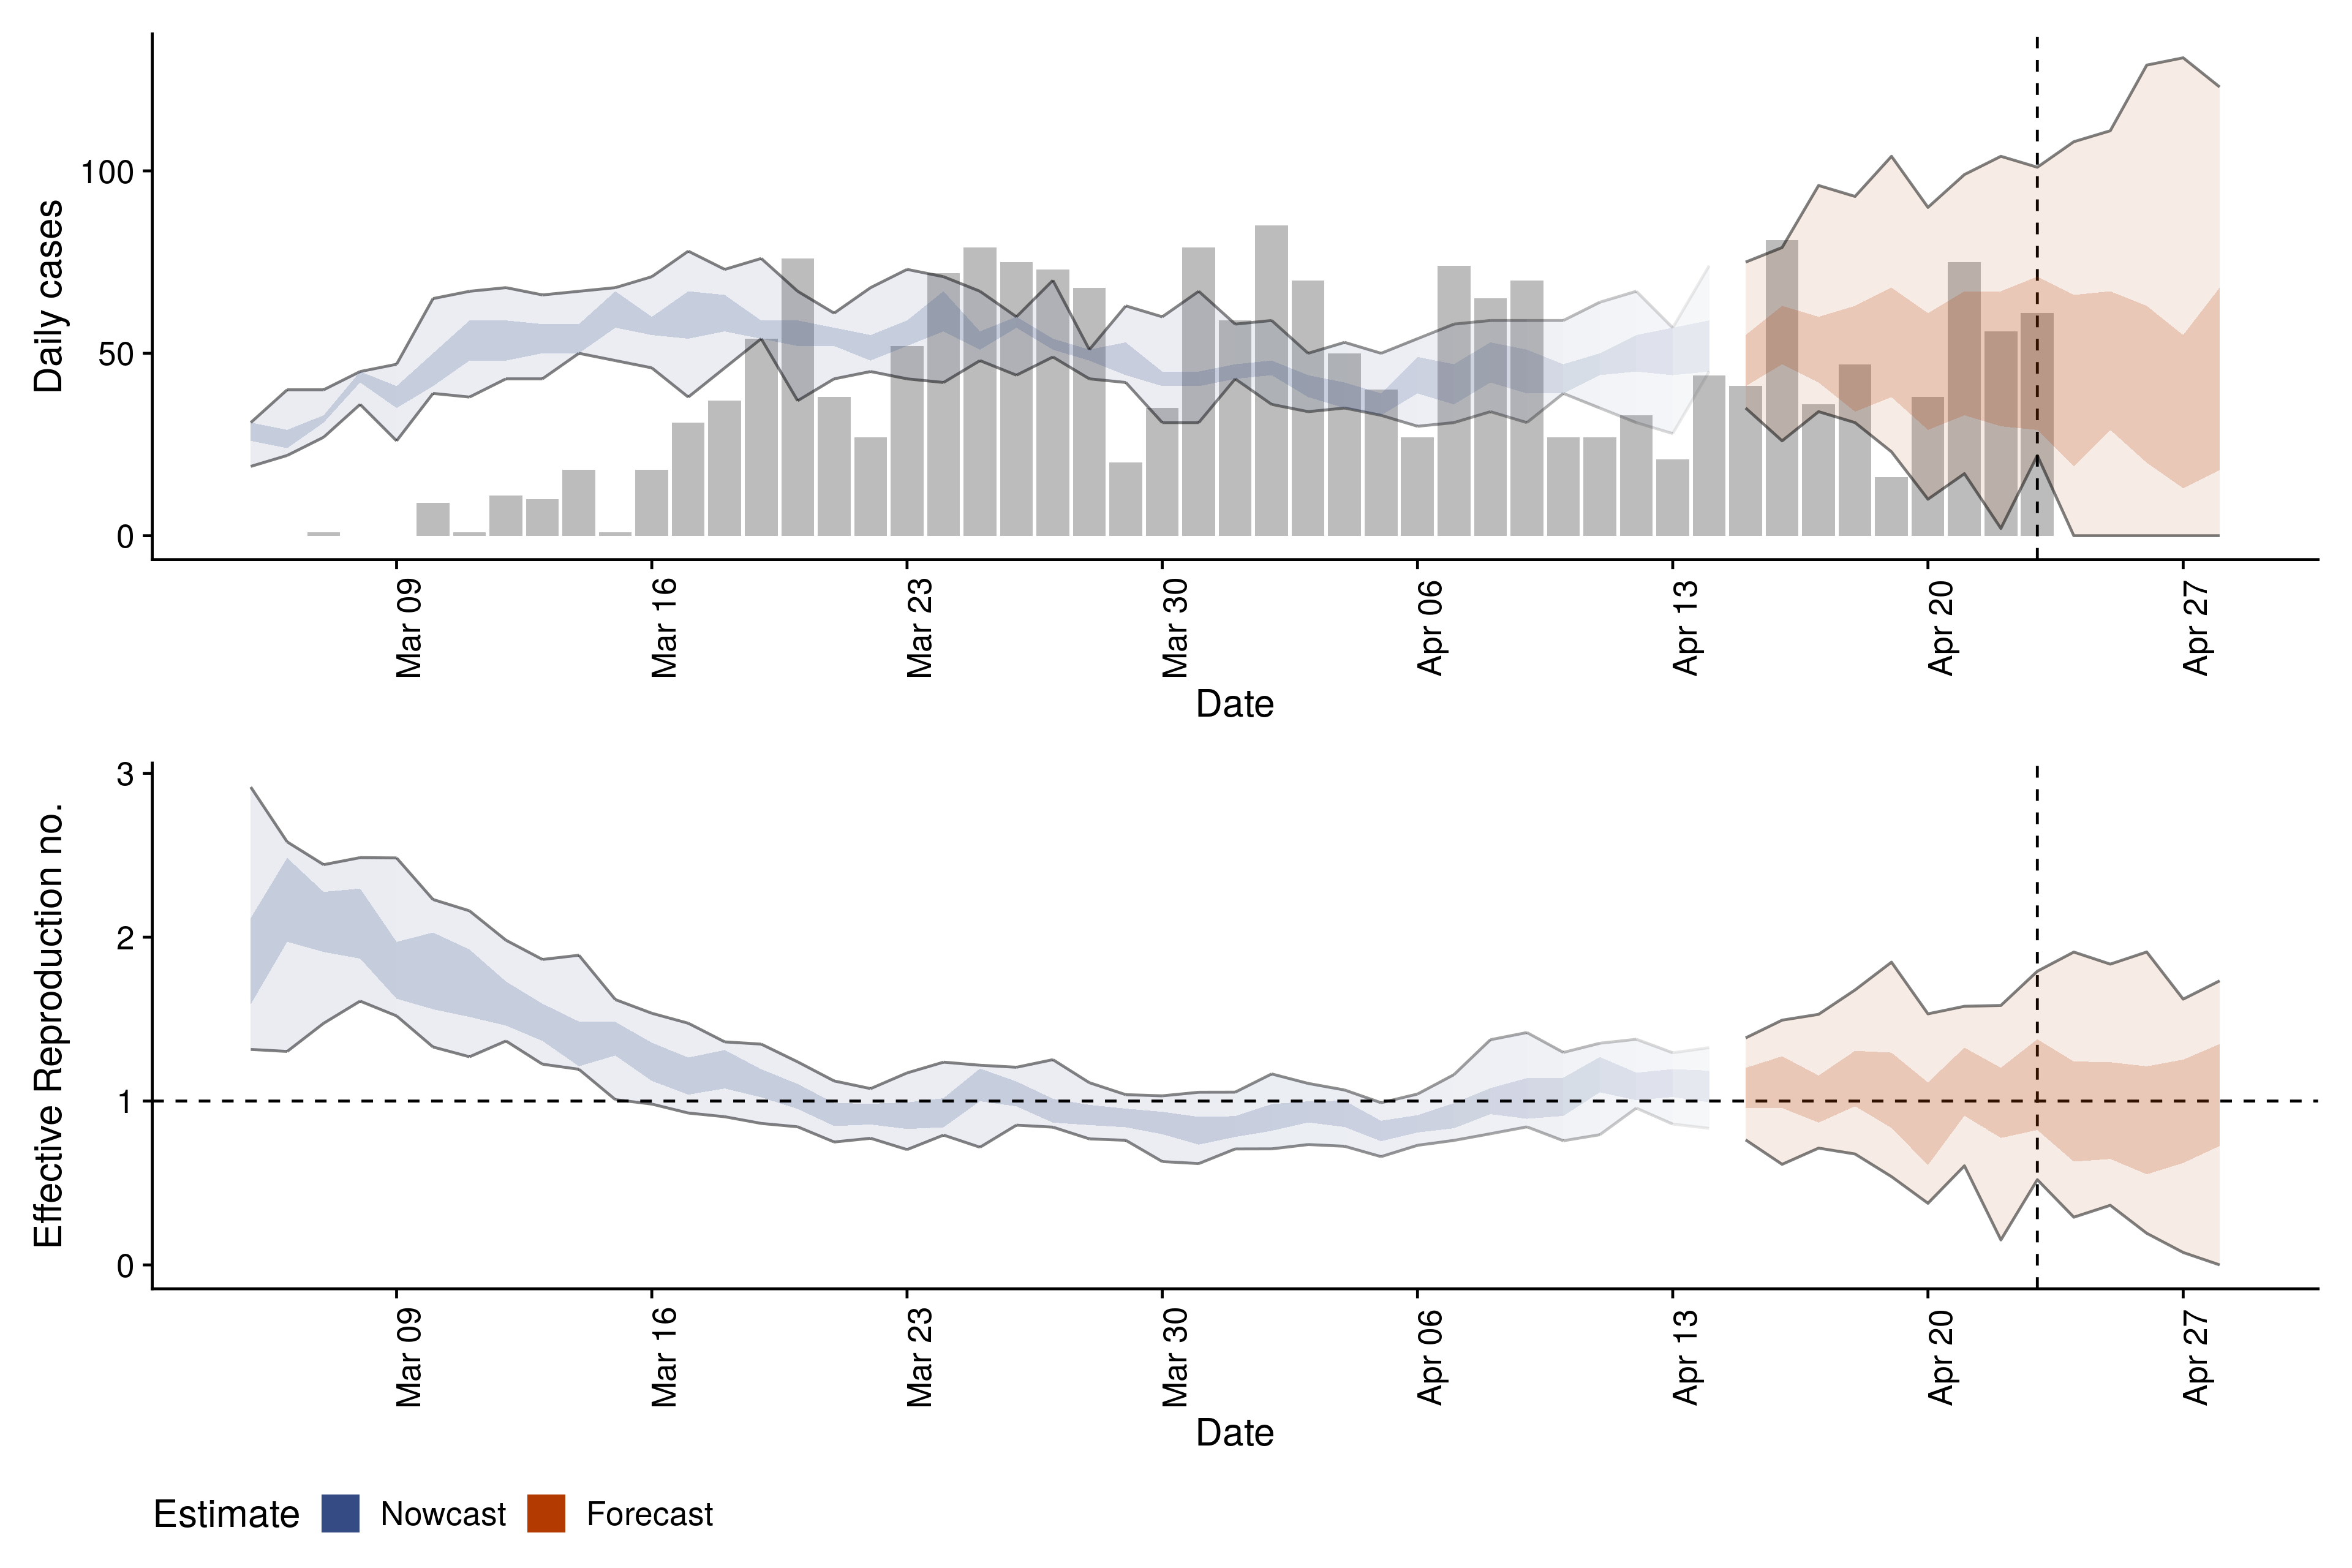 Daily cases
100
50
0
Mar 09
Mar 16
Mar 23
Mar 30
Apr 06
Apr 13
Apr 20
Apr 27
Date
Effective Reproduction no.
3
2
1
0
Mar 09
Mar 16
Mar 23
Mar 30
Apr 06
Apr 13
Apr 20
Apr 27
Date
Estimate Nowcast Forecast